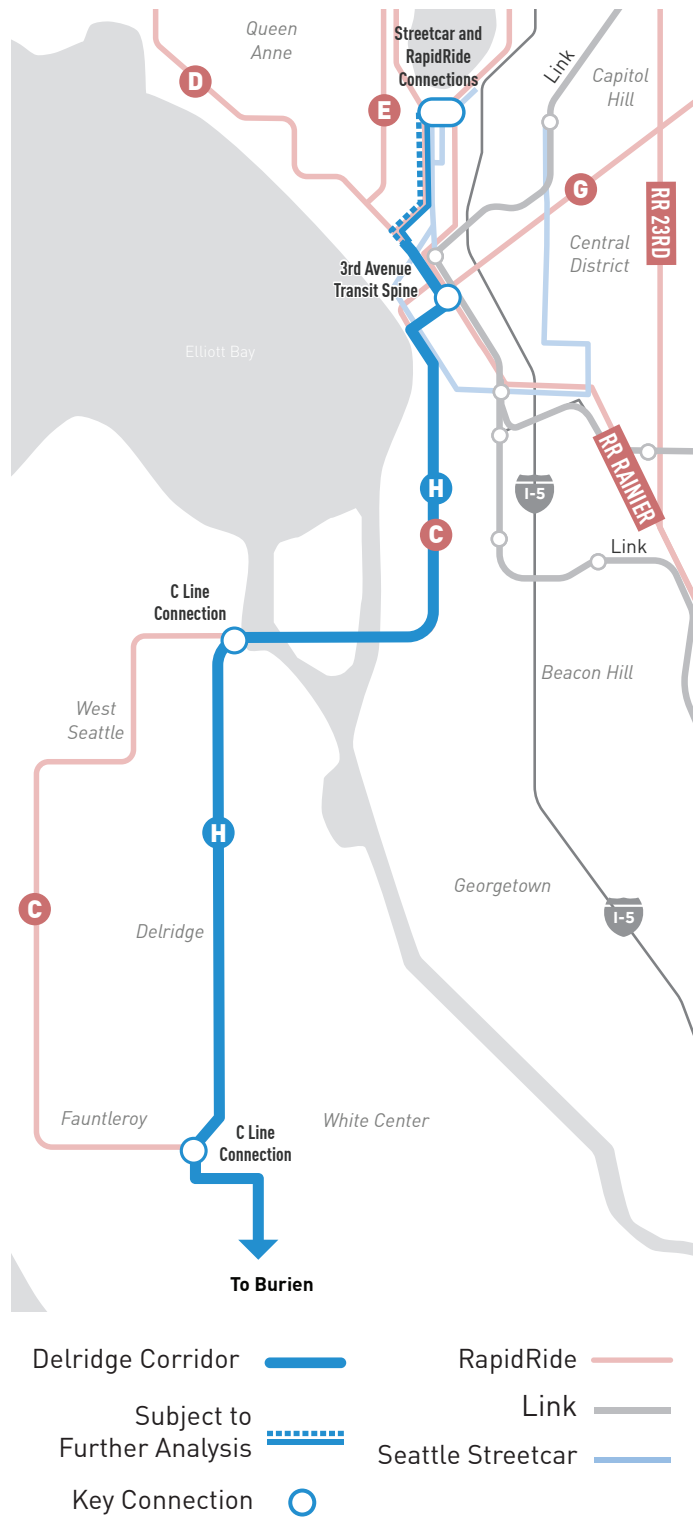 Queen
Anne
Streetcar and
RapidRide
Connections
Link
Capitol
Hill
D
E
G
RR 23RD
Central
District
3rd Avenue
Transit Spine
Elliott Bay
H
I-5
C
RR RAINIER
Link
C Line
Connection
Beacon Hill
West
Seattle
H
Georgetown
C
I-5
Delridge
Fauntleroy
White Center
C Line
Connection
To Burien
Delridge Corridor
RapidRide
Subject to
Further Analysis
Link
Seattle Streetcar
Key Connection